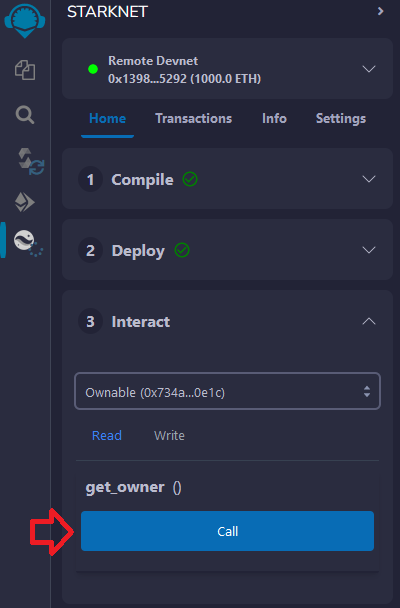 STARKNET
Remote Devnet
0x1398...5292 (1000.0 ETH)
Home Transactions Info Settings
1 Compile
2 Deploy
3 Interact
Ownable (0x734a...0e1c)
Read Write
get_owner ()
Call